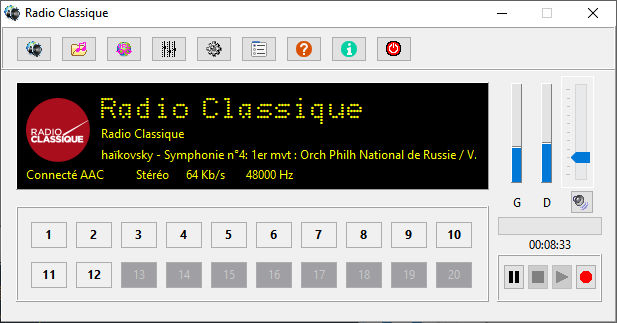 Radio Classique
Radio Classique
RADIO
CLASSIQUE
Radio Classique
haïkovsky - Symphonie n°4: 1er mvt : Orch Philh National de Russie / V.
Connecté AAC Stéréo 64 Kb/s 48000 Hz
G D
00:08:33
1 2 3 4 5 6 7 8 9 10
11 12 13 14 15 16 17 18 19 20